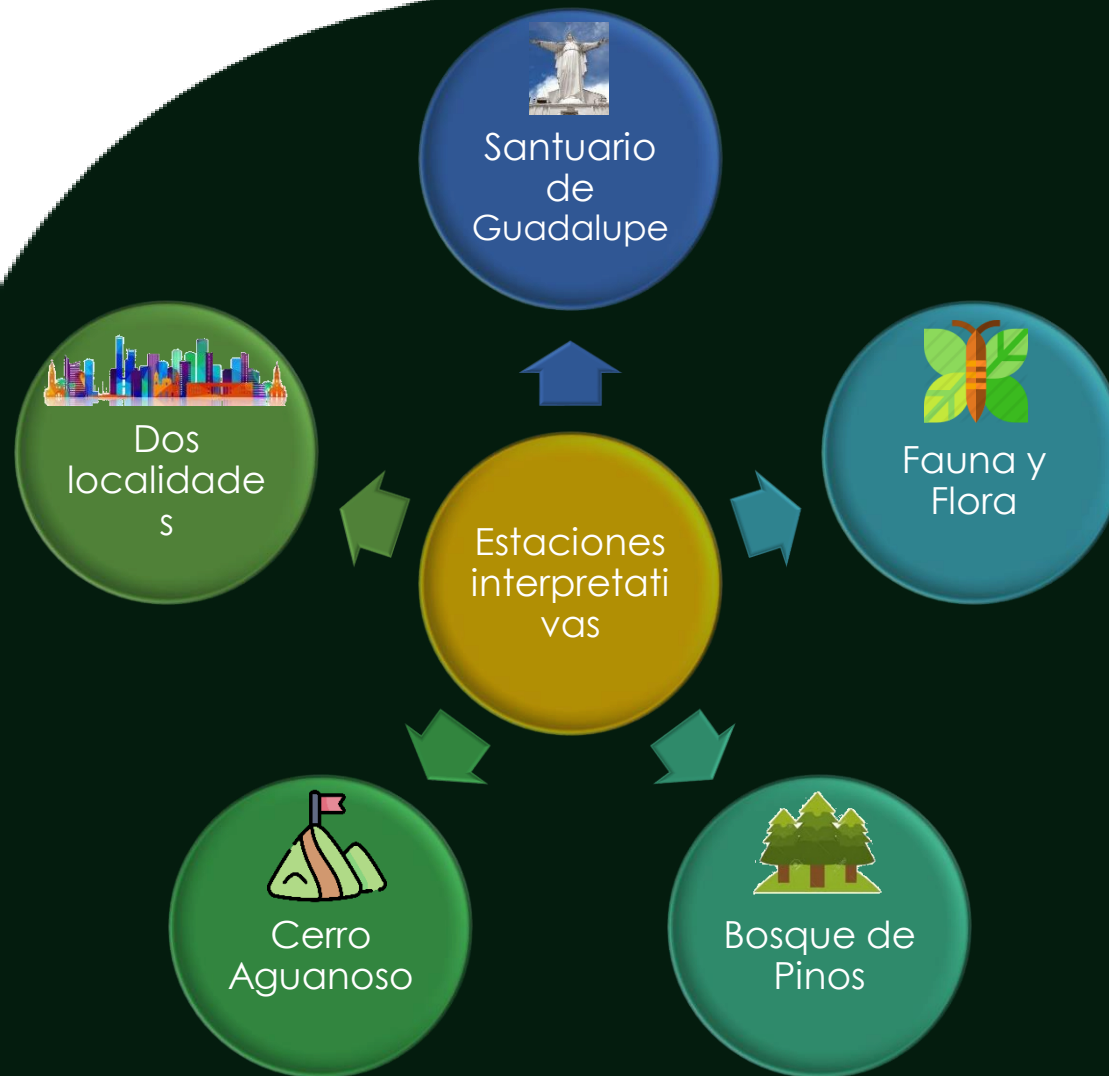 Santuario
de
Guadalupe
Fauna y
Flora
Bosque de
Pinos
Cerro
Aguanoso
Dos
localidade
s
Estaciones
interpretati
vas